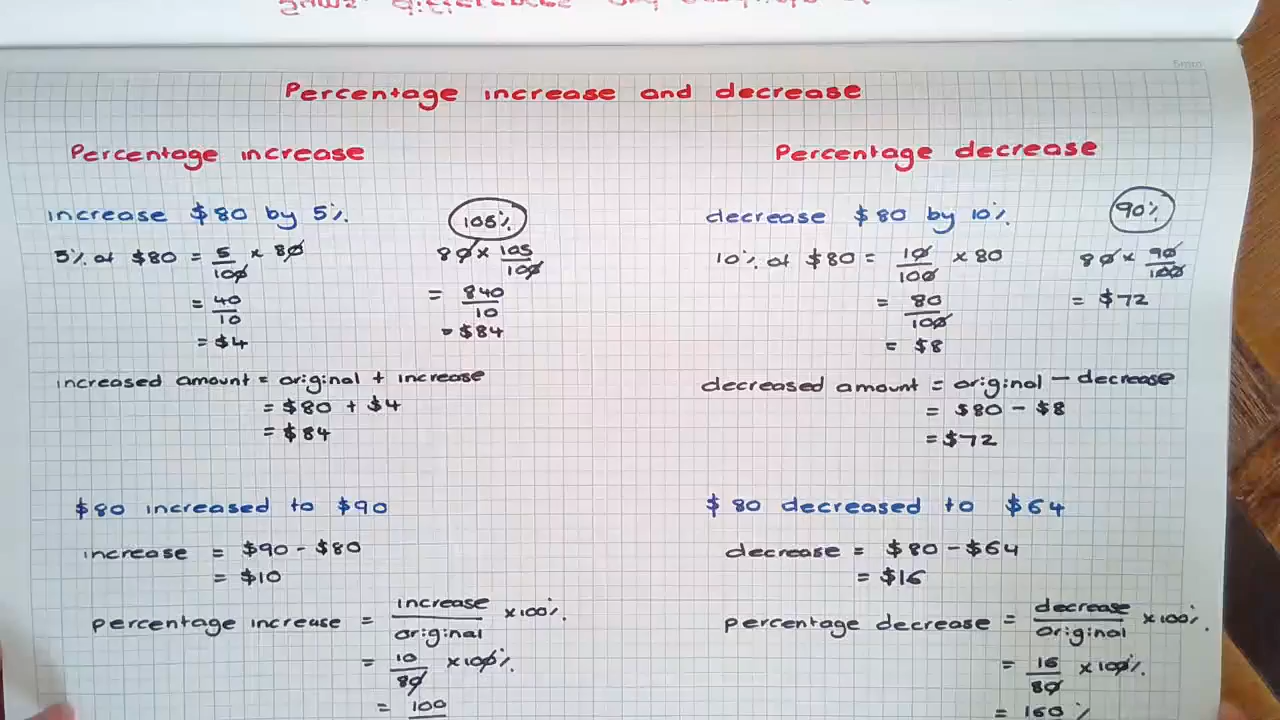 5mm
Percentage increase and decrease
Percentage increase
increase $80 by 5%.
105%
5% of $80 = 5/100 × 80
80 × 105/100
= 40/10
= 840/10
= $4
= $84
increased amount = original + increase
= $80 + $4
= $84
$80 increased to $90
increase = $90 - $80
= $10
percentage increase = increase/original × 100%.
= 10/80 × 100%.
= 100
Percentage decrease
decrease $80 by 10%.
90%
10% of $80 = 10/100 × 80
80 × 90/100
= 80/100
= $72
= $8
decreased amount = original - decrease
= $80 - $8
= $72
$80 decreased to $64
decrease = $80 - $64
= $16
percentage decrease = decrease/original × 100%.
= 16/80 × 100%.
= 160 %